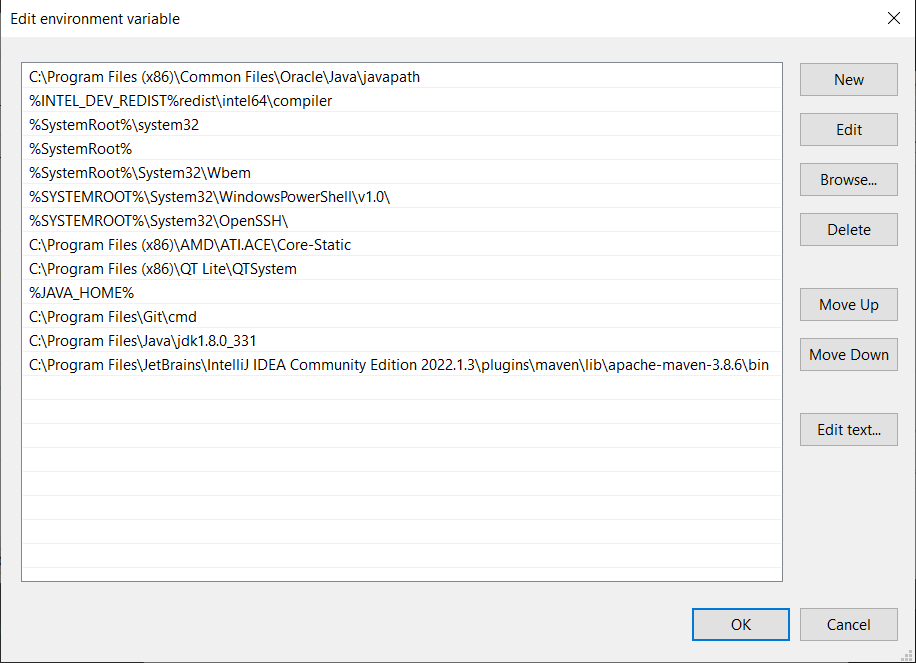 Edit environment variable
C:\Program Files (x86)\Common Files\Oracle\Java\javapath
%INTEL_DEV_REDIST%redist\intel64\compiler
%SystemRoot%\system32
%SystemRoot%
%SystemRoot%\System32\Wbem
%SYSTEMROOT%\System32\WindowsPowerShell\v1.0\
%SYSTEMROOT%\System32\OpenSSH\
C:\Program Files (x86)\AMD\ATI.ACE\Core-Static
C:\Program Files (x86)\QT Lite\QTSystem
%JAVA_HOME%
C:\Program Files\Git\cmd
C:\Program Files\Java\jdk1.8.0_331
C:\Program Files\JetBrains\IntelliJ IDEA Community Edition 2022.1.3\plugins\maven\lib\apache-maven-3.8.6\bin
New
Edit
Browse...
Delete
Move Up
Move Down
Edit text...
OK
Cancel